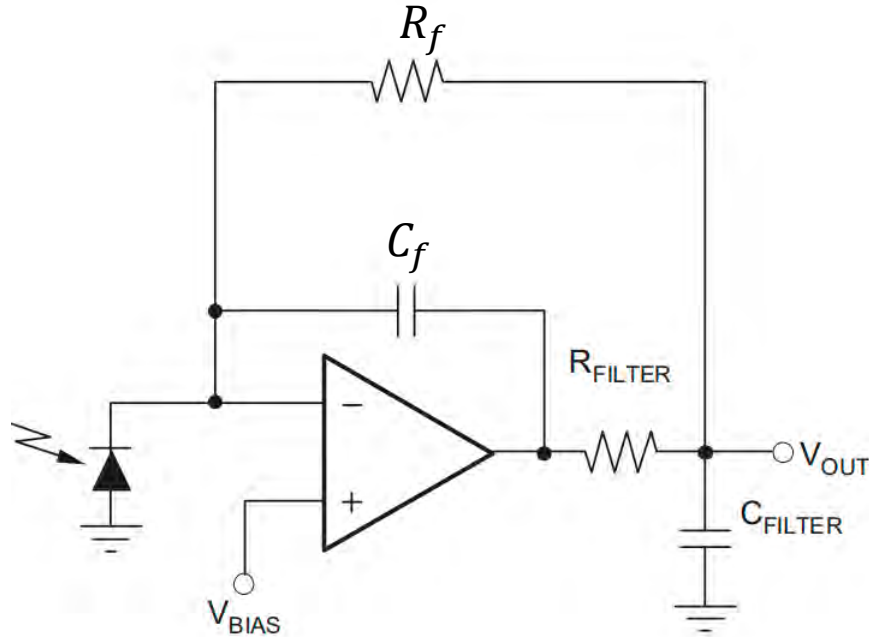 R_f
C_f
R_FILTER
−
+
V_OUT
C_FILTER
V_BIAS